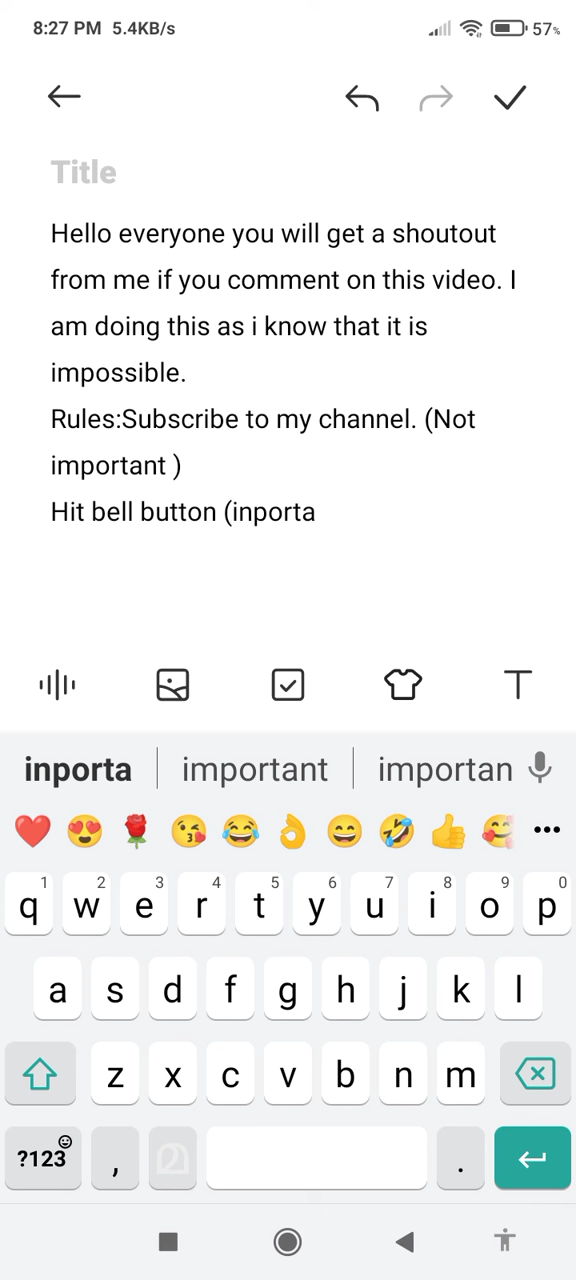 8:27 PM 5.4KB/s 57%
Title
Hello everyone you will get a shoutout
from me if you comment on this video. I
am doing this as i know that it is
impossible.
Rules:Subscribe to my channel. (Not
important )
Hit bell button (inporta
T
inporta important importan
1 2 3 4 5 6 7 8 9 0
q w e r t y u i o p
a s d f g h j k l
z x c v b n m
?123 , മ .